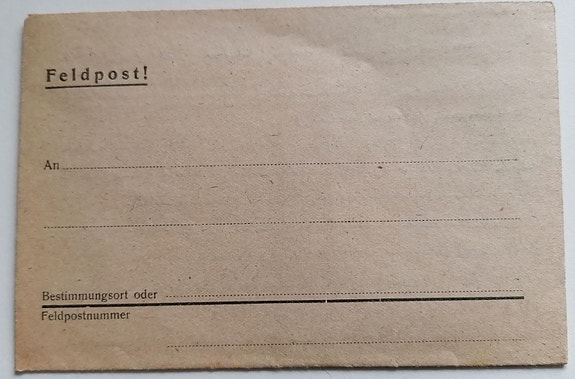 Feldpost!
An
Bestimmungsort oder
Feldpostnummer